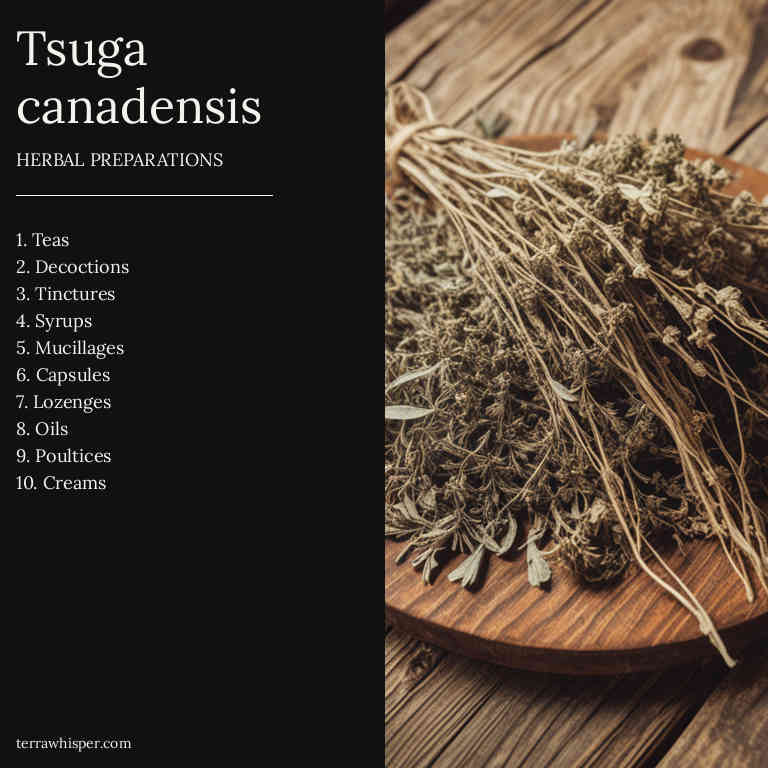 Tsuga
canadensis
HERBAL PREPARATIONS
1. Teas
2. Decoctions
3. Tinctures
4. Syrups
5. Mucillages
6. Capsules
7. Lozenges
8. Oils
9. Poultices
10. Creams
terrawhisper.com